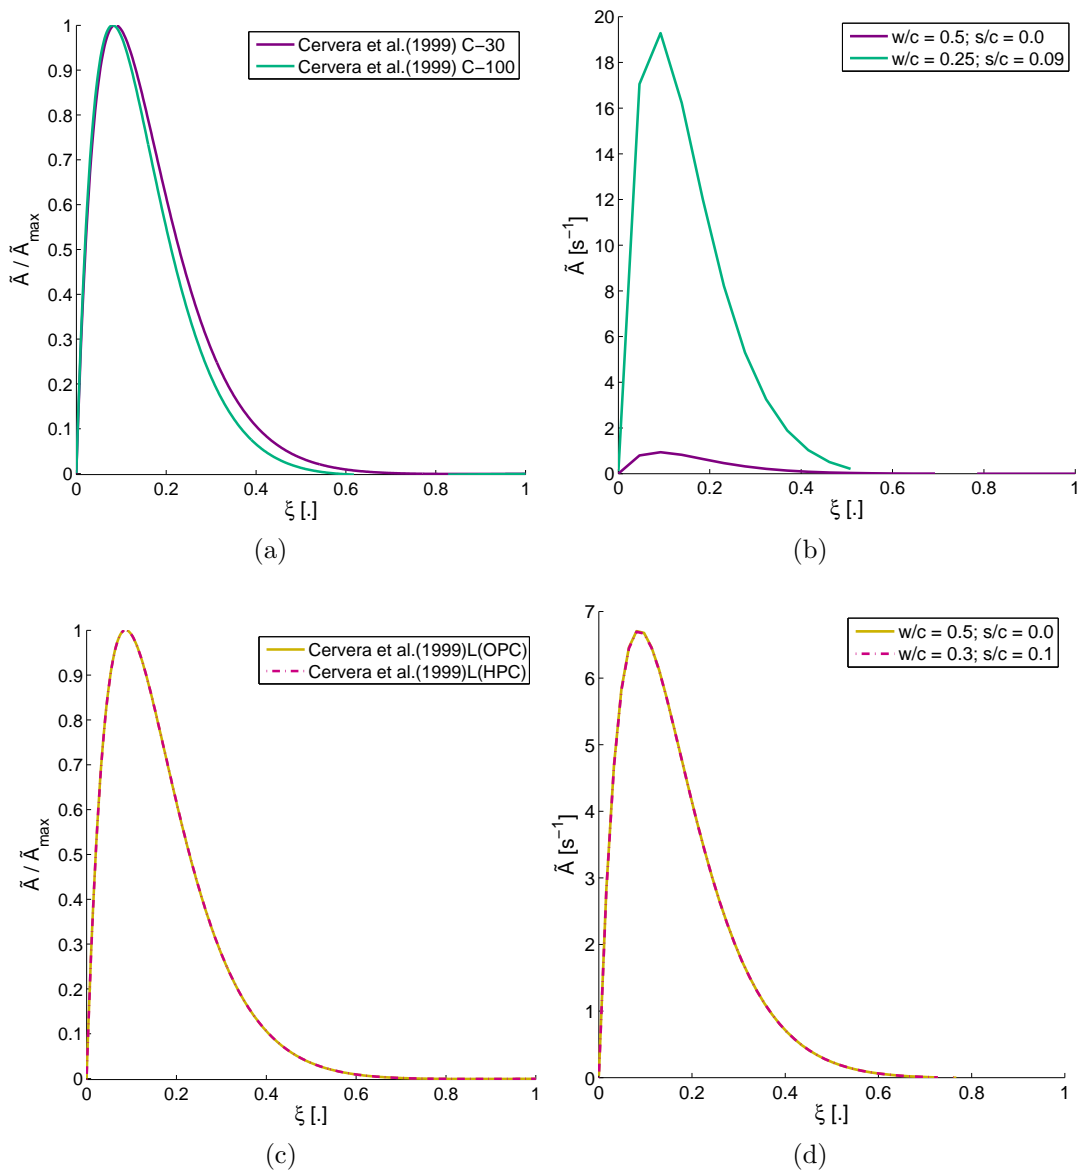 1
0.9
0.8
0.7
0.6
0.5
0.4
0.3
0.2
0.1
0
0 0.2 0.4 0.6 0.8 1
Ã / Ã_max
ξ [.]
Cervera et al.(1999) C−30
Cervera et al.(1999) C−100
(a)
20
18
16
14
12
10
8
6
4
2
0
0 0.2 0.4 0.6 0.8 1
Ã [s⁻¹]
ξ [.]
w/c = 0.5; s/c = 0.0
w/c = 0.25; s/c = 0.09
(b)
1
0.9
0.8
0.7
0.6
0.5
0.4
0.3
0.2
0.1
0
0 0.2 0.4 0.6 0.8 1
Ã / Ã_max
ξ [.]
Cervera et al.(1999)L(OPC)
Cervera et al.(1999)L(HPC)
(c)
7
6
5
4
3
2
1
0
0 0.2 0.4 0.6 0.8 1
Ã [s⁻¹]
ξ [.]
w/c = 0.5; s/c = 0.0
w/c = 0.3; s/c = 0.1
(d)